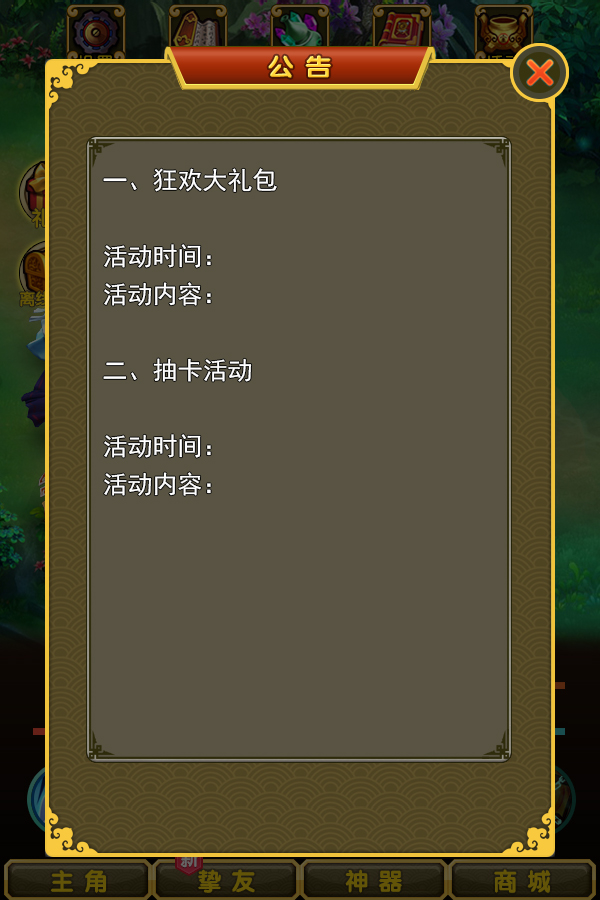 公告
一、狂欢大礼包
活动时间：
活动内容：
二、抽卡活动
活动时间：
活动内容：
新
主角
挚友
神器
商城